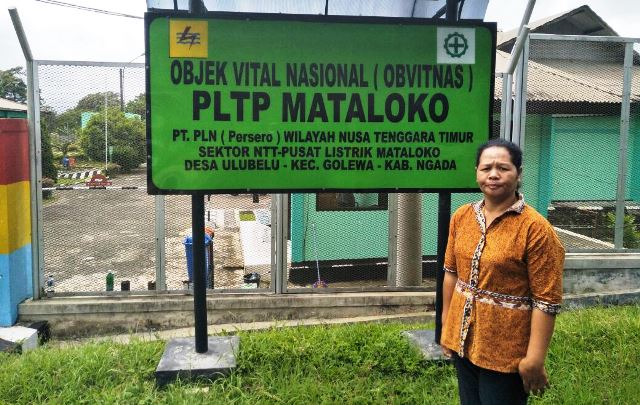 OBJEK VITAL NASIONAL ( OBVITNAS )
PLTP MATALOKO
PT. PLN ( Persero ) WILAYAH NUSA TENGGARA TIMUR
SEKTOR NTT-PUSAT LISTRIK MATALOKO
DESA ULUBELU - KEC. GOLEWA - KAB. NGADA